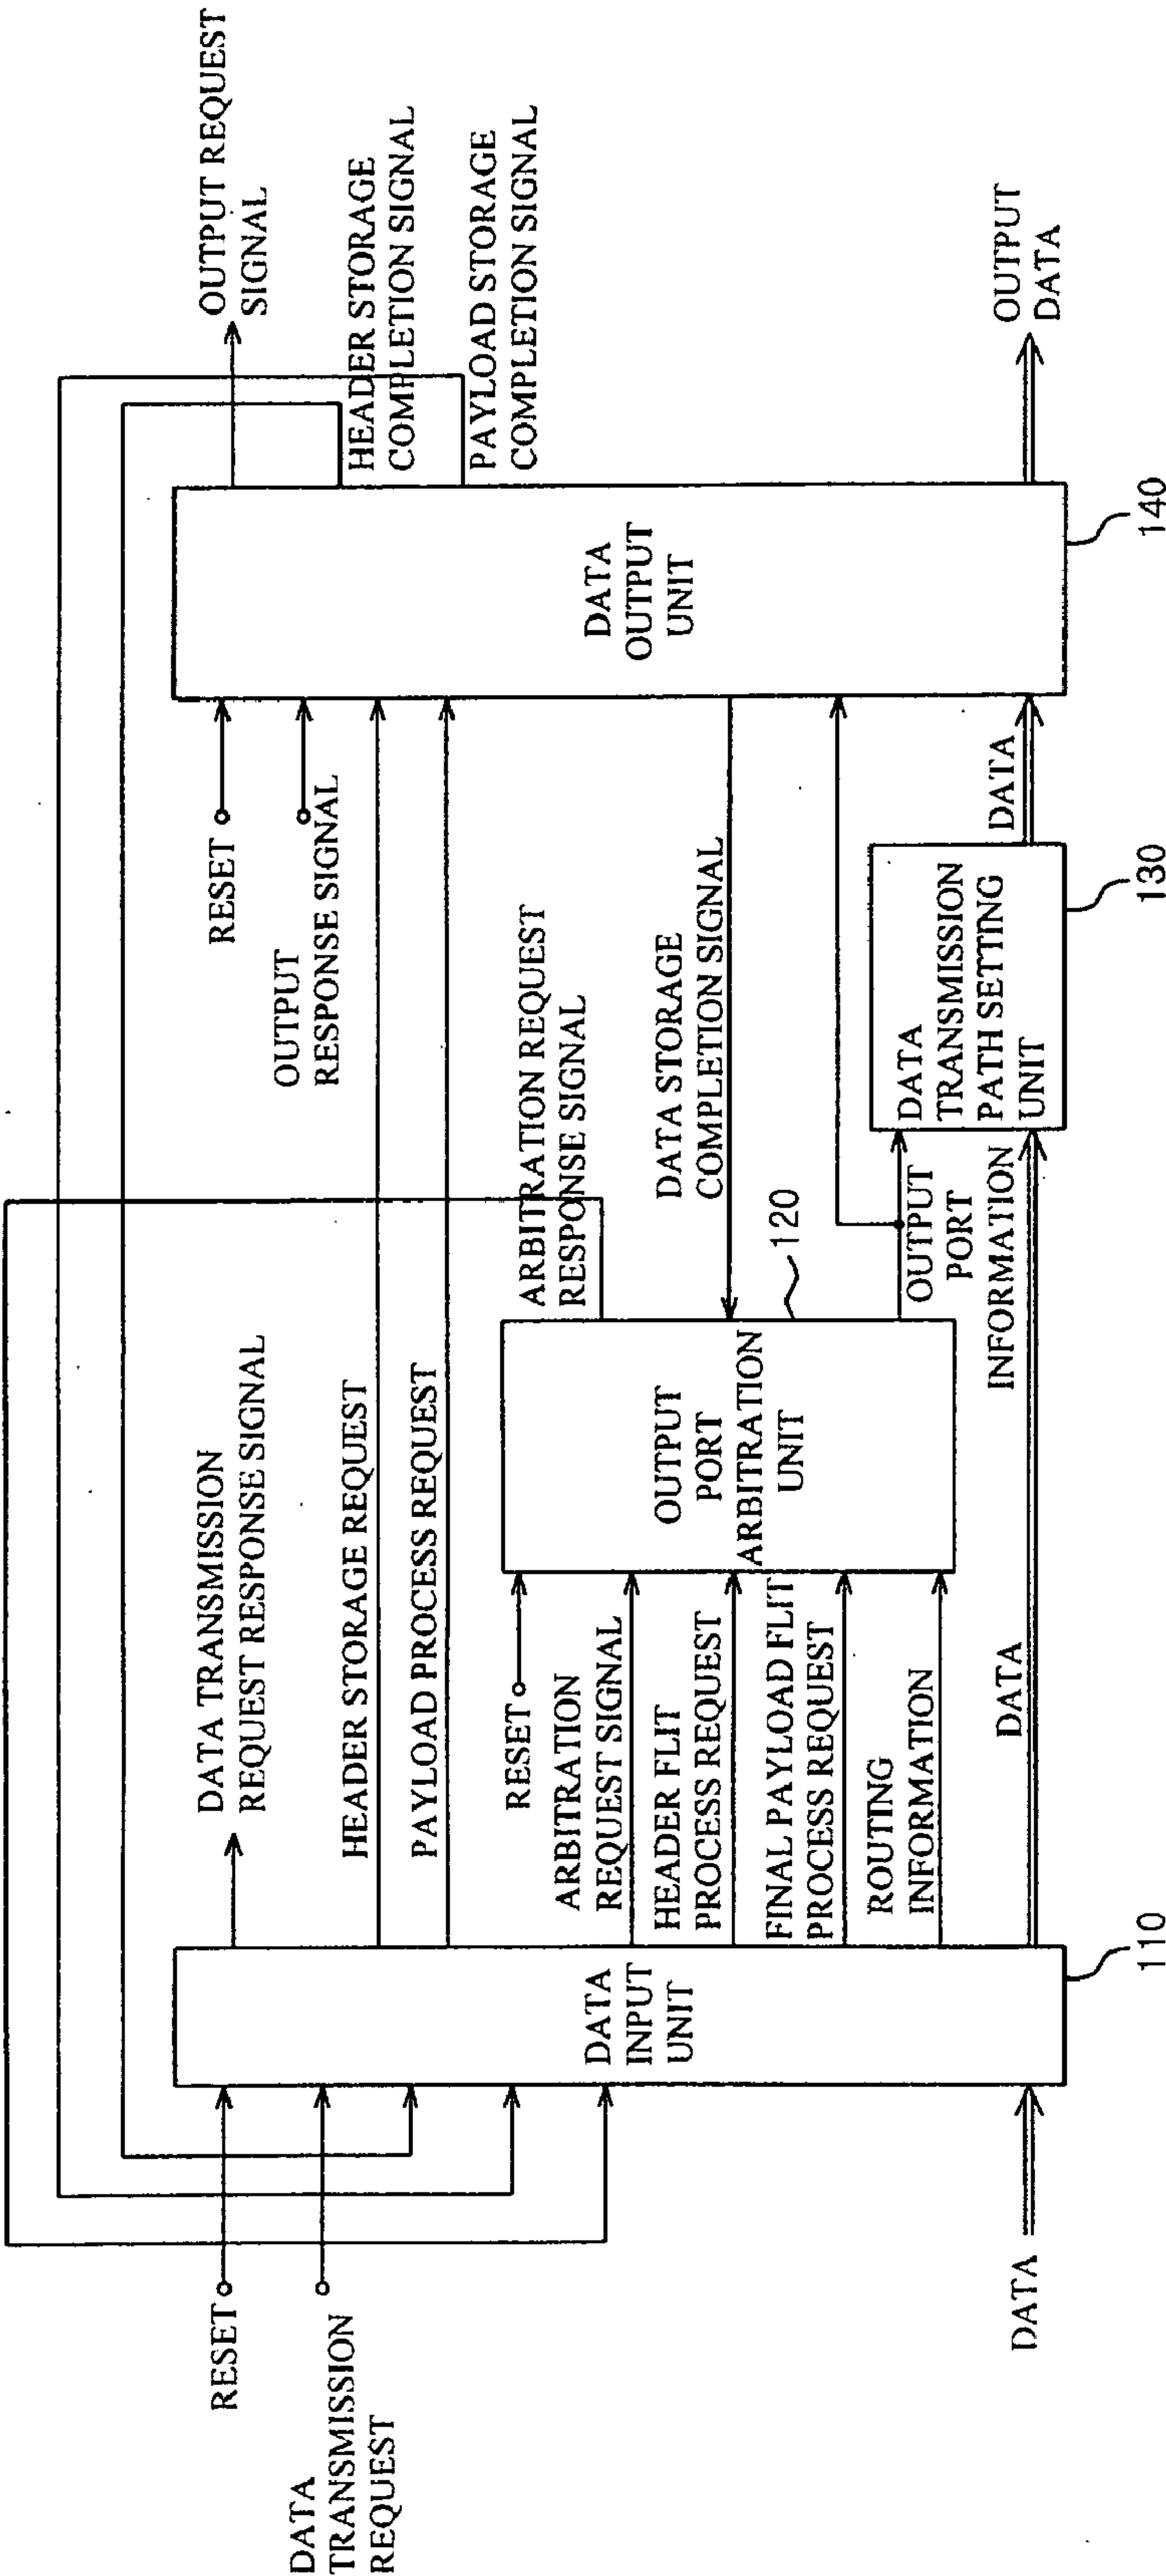 RESET
DATA
TRANSMISSION
REQUEST
DATA
DATA
INPUT
UNIT
110
DATA TRANSMISSION
REQUEST RESPONSE SIGNAL
HEADER STORAGE REQUEST
PAYLOAD PROCESS REQUEST
RESET
ARBITRATION
REQUEST SIGNAL
HEADER FLIT
PROCESS REQUEST
FINAL PAYLOAD FLIT
PROCESS REQUEST
ROUTING
INFORMATION
DATA
OUTPUT
PORT
ARBITRATION
UNIT
120
ARBITRATION REQUEST
RESPONSE SIGNAL
DATA STORAGE
COMPLETION SIGNAL
OUTPUT
PORT
INFORMATION
DATA
TRANSMISSION
PATH SETTING
UNIT
130
DATA
RESET
OUTPUT
RESPONSE SIGNAL
DATA
OUTPUT
UNIT
140
OUTPUT REQUEST
SIGNAL
HEADER STORAGE
COMPLETION SIGNAL
PAYLOAD STORAGE
COMPLETION SIGNAL
OUTPUT
DATA